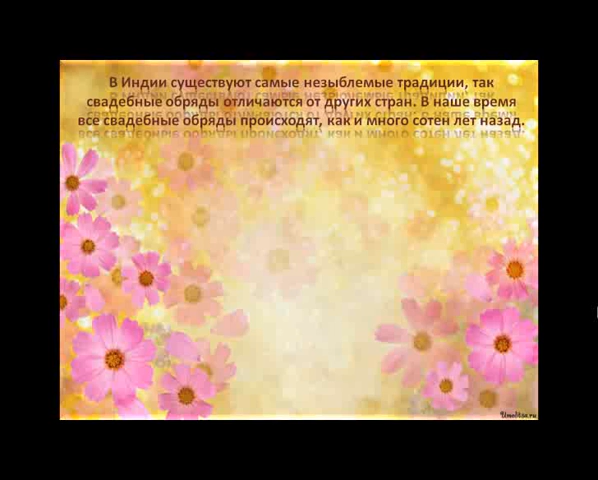 В Индии существуют самые незыблемые традиции, так
свадебные обряды отличаются от других стран. В наше время
все свадебные обряды происходят, как и много сотен лет назад.